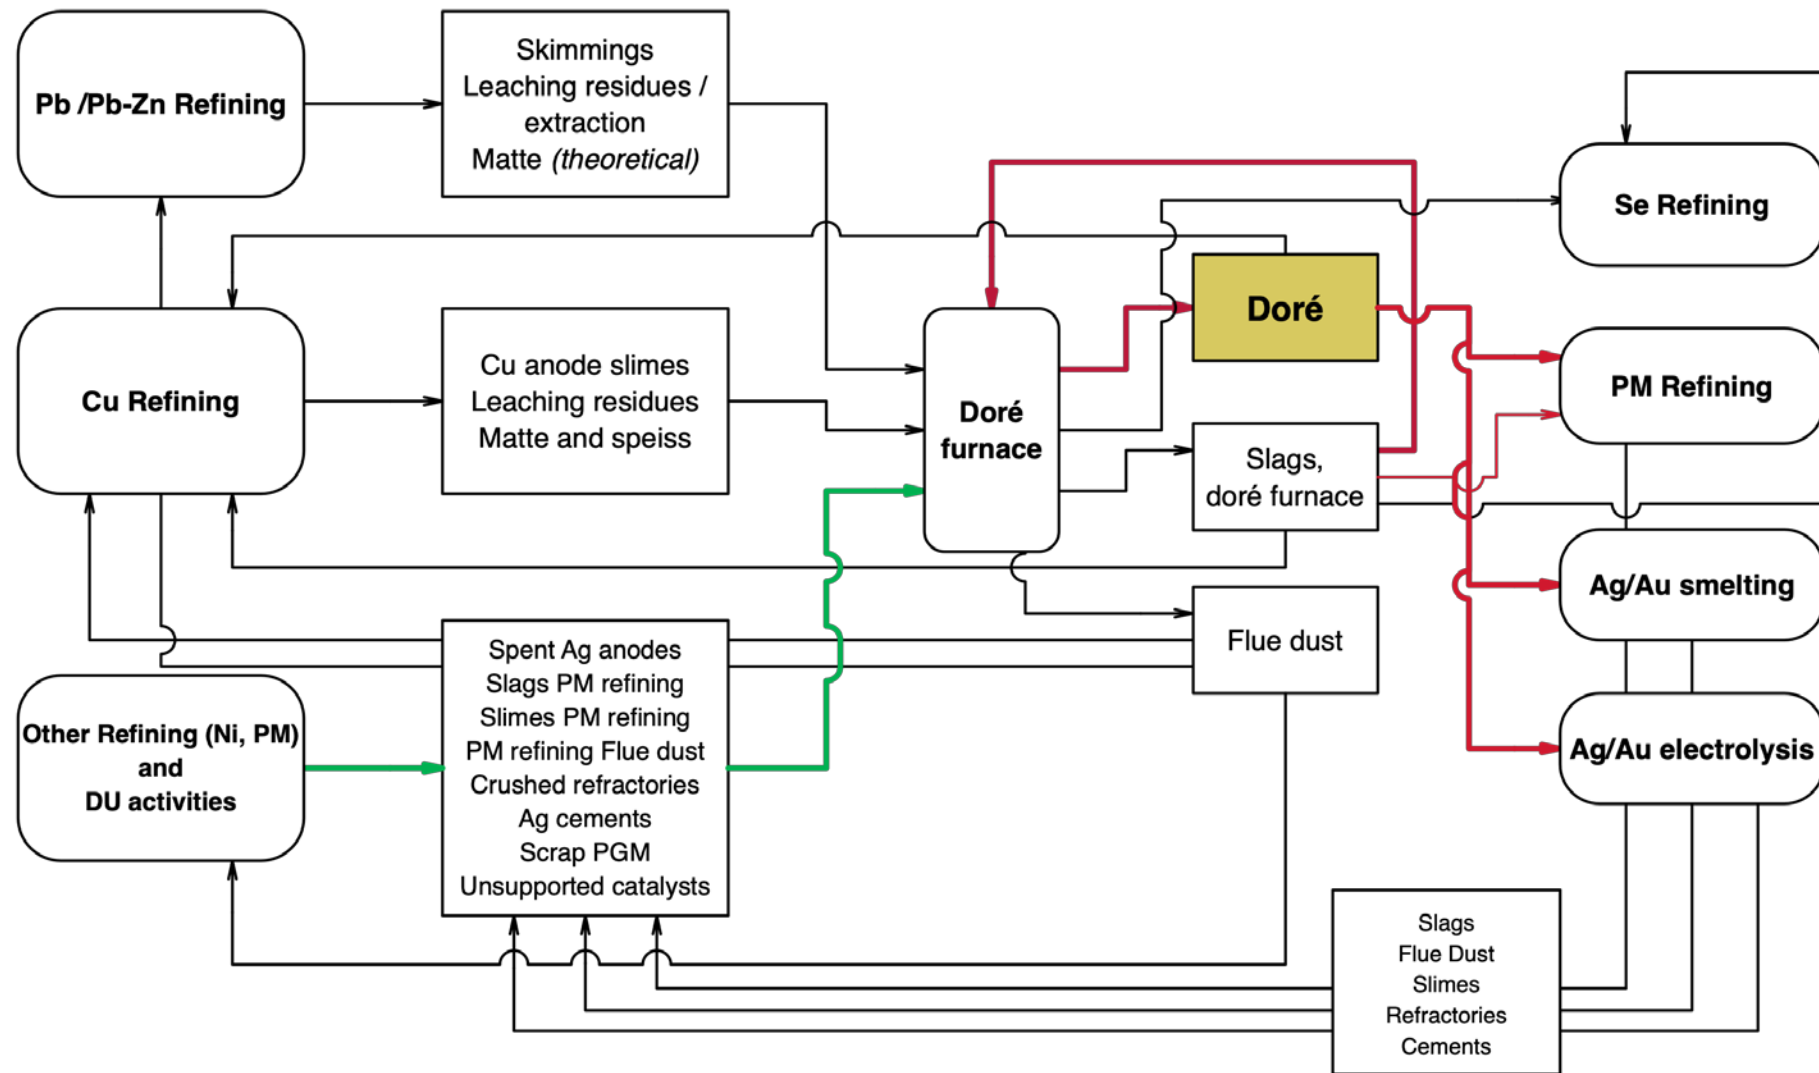 Pb /Pb-Zn Refining
Skimmings
Leaching residues /
extraction
Matte (theoretical)
Se Refining
Doré
Cu Refining
Cu anode slimes
Leaching residues
Matte and speiss
Doré
furnace
PM Refining
Slags,
doré furnace
Ag/Au smelting
Flue dust
Other Refining (Ni, PM)
and
DU activities
Spent Ag anodes
Slags PM refining
Slimes PM refining
PM refining Flue dust
Crushed refractories
Ag cements
Scrap PGM
Unsupported catalysts
Ag/Au electrolysis
Slags
Flue Dust
Slimes
Refractories
Cements